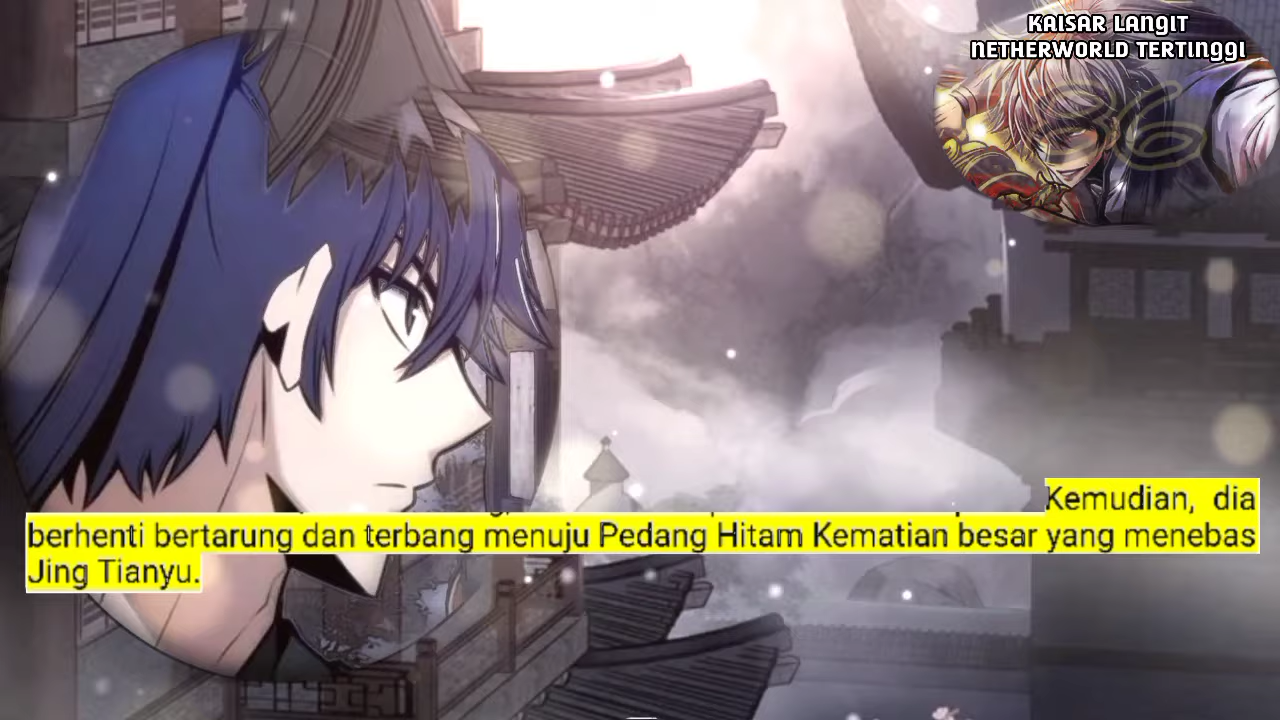 KAISAR LANGIT
NETHERWORLD TERTINGGI
86
Kemudian, dia
berhenti bertarung dan terbang menuju Pedang Hitam Kematian besar yang menebas
Jing Tianyu.